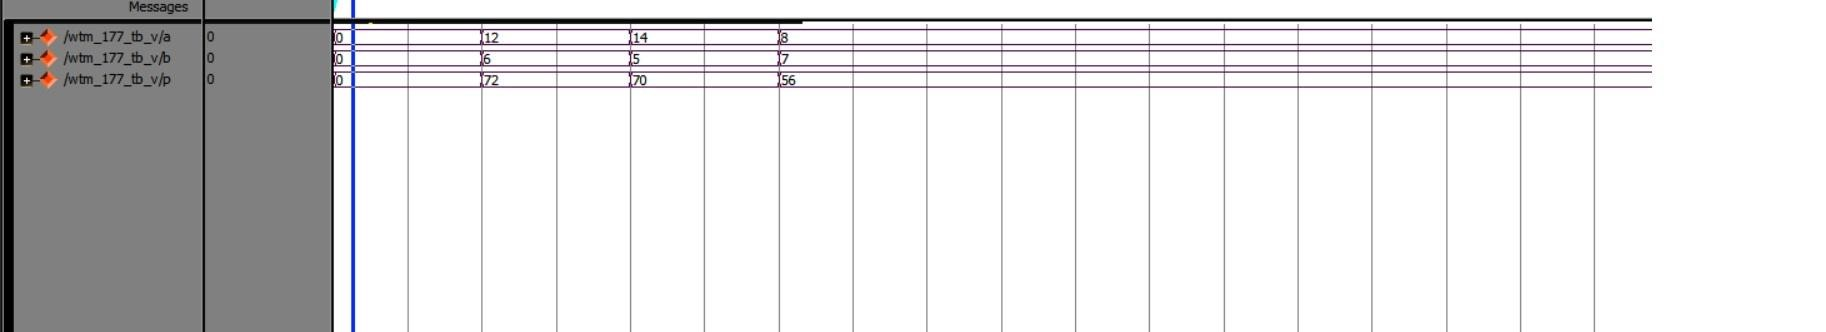 Messages
/wtm_177_tb_v/a 0 0 12 14 8
/wtm_177_tb_v/b 0 0 6 5 7
/wtm_177_tb_v/p 0 0 72 70 56